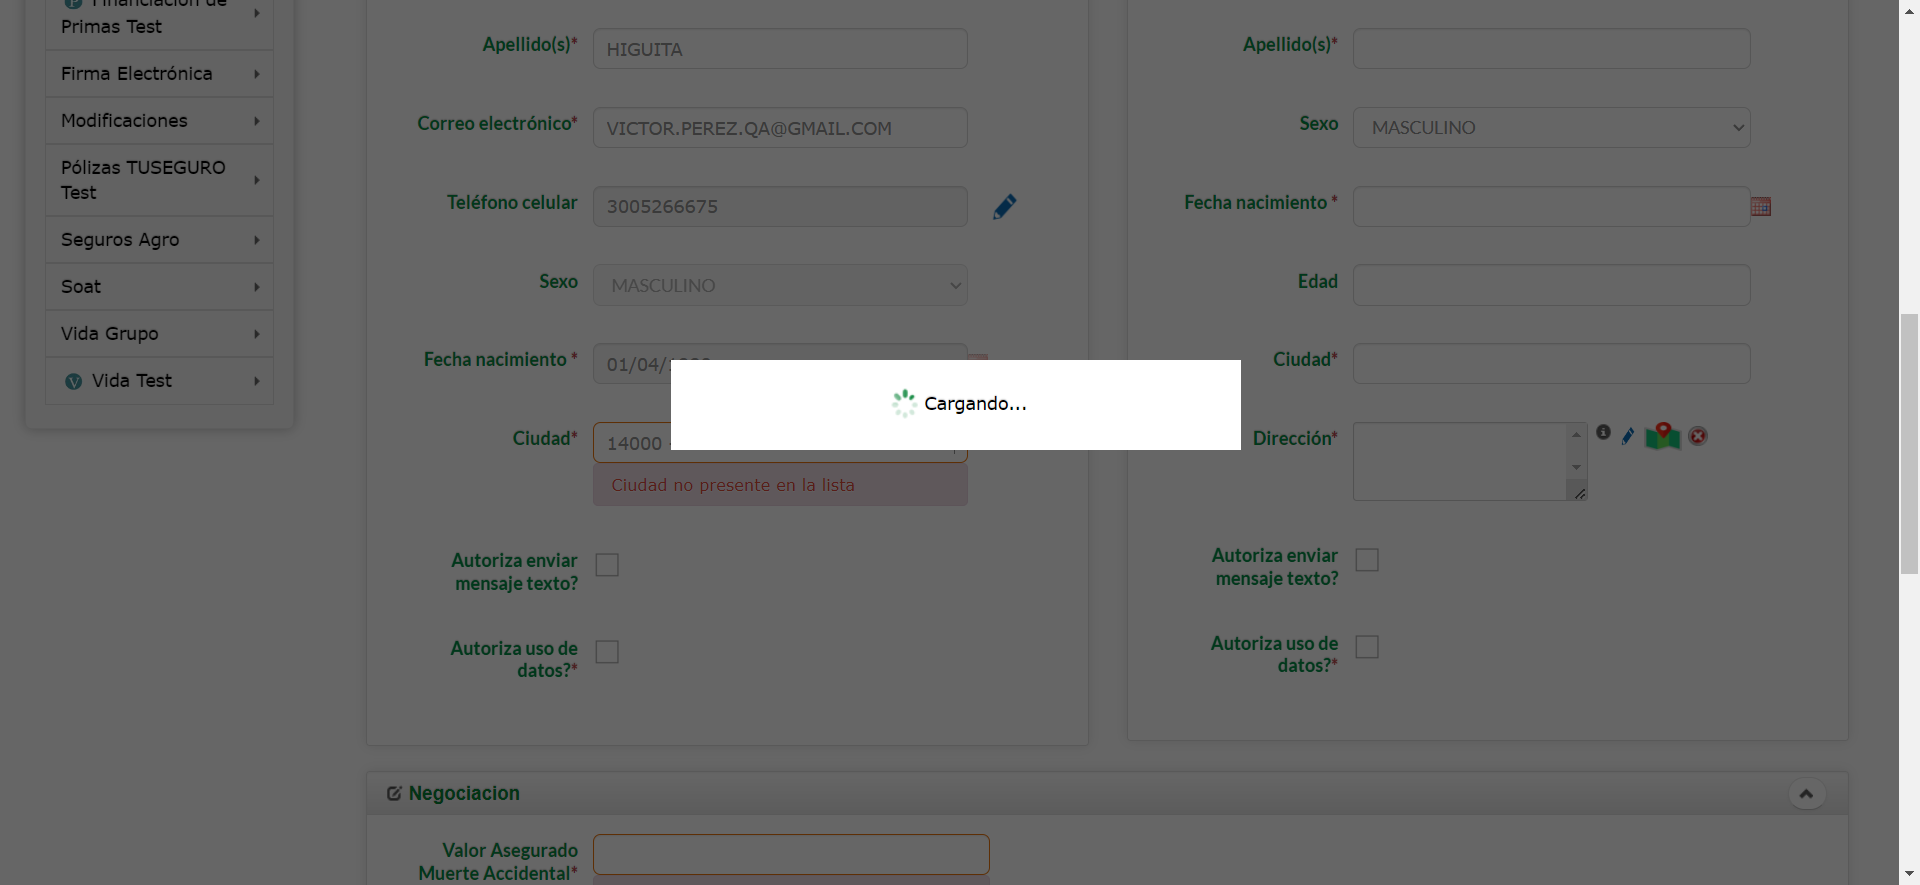 Financiación de
Primas Test
Firma Electrónica
Modificaciones
Pólizas TUSEGURO
Test
Seguros Agro
Soat
Vida Grupo
V Vida Test
Apellido(s)* HIGUITA
Correo electrónico* VICTOR.PEREZ.QA@GMAIL.COM
Teléfono celular 3005266675
Sexo MASCULINO
Fecha nacimiento * 01/04/
Ciudad* 14000
Ciudad no presente en la lista
Autoriza enviar
mensaje texto?
Autoriza uso de
datos?*
Apellido(s)*
Sexo MASCULINO
Fecha nacimiento *
Edad
Ciudad*
Dirección*
Autoriza enviar
mensaje texto?
Autoriza uso de
datos?*
Cargando...
Negociacion
Valor Asegurado
Muerte Accidental*